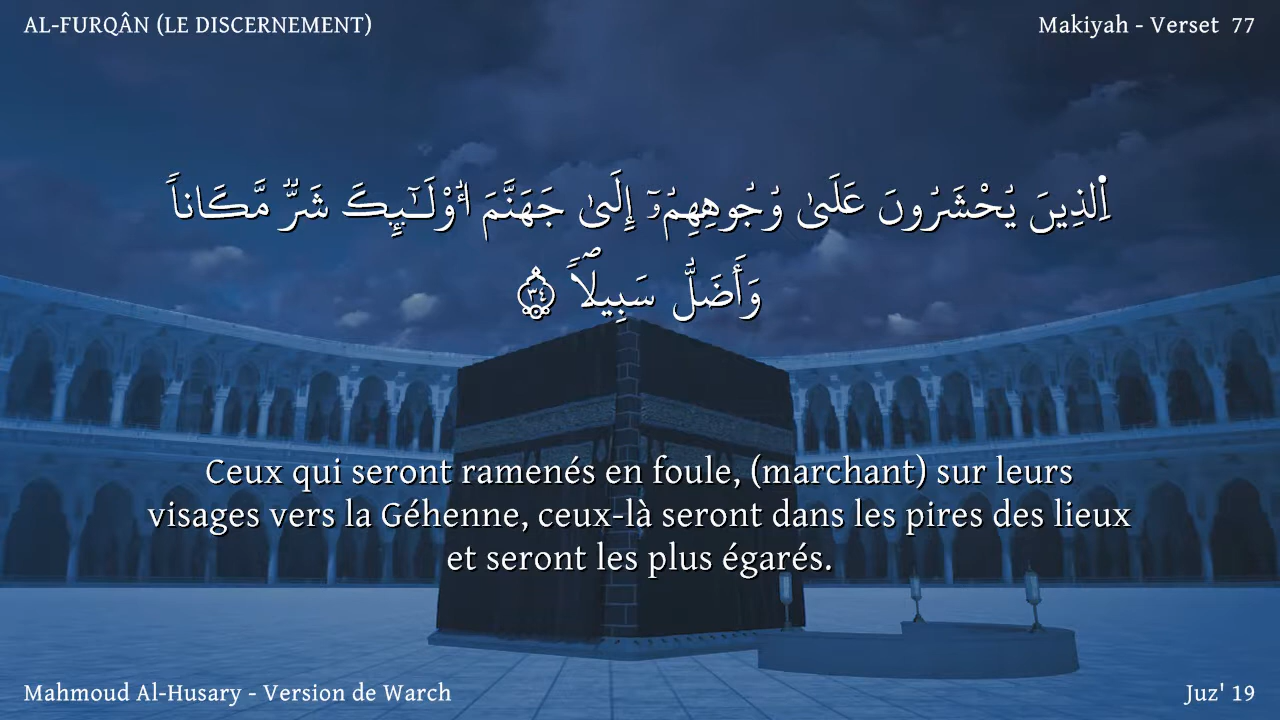 AL-FURQÂN (LE DISCERNEMENT)
Makiyah - Verset 77
اِ۬لذِينَ يُحْشَرُونَ عَلَىٰ وُجُوهِهِمُۥٓ إِلَىٰ جَهَنَّمَ أُوْلَـٰٓئِكَ شَرّٞ مَّكَاناٗ
وَأَضَلُّ سَبِيلاٗۖ ٣٤
Ceux qui seront ramenés en foule, (marchant) sur leurs
visages vers la Géhenne, ceux-là seront dans les pires des lieux
et seront les plus égarés.
Mahmoud Al-Husary - Version de Warch
Juz' 19